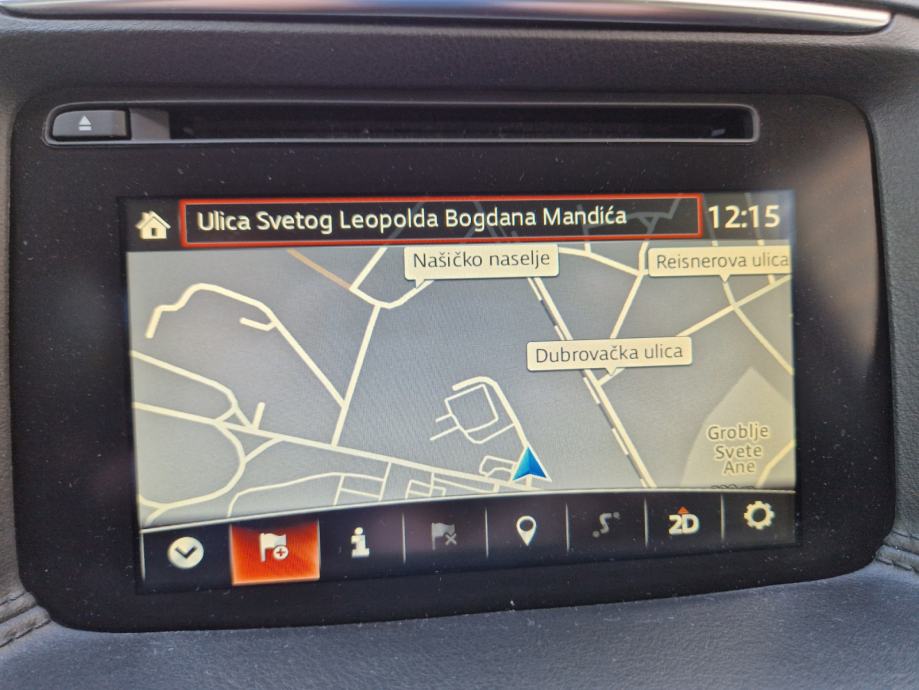 Ulica Svetog Leopolda Bogdana Mandića
12:15
Našičko naselje
Reisnerova ulica
Dubrovačka ulica
Groblje
Svete
Ane
2D